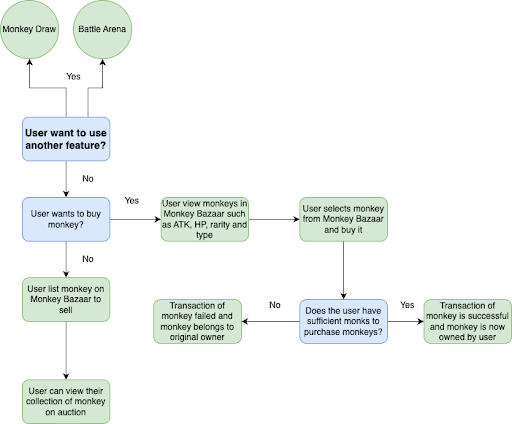 Monkey Draw
Battle Arena
Yes
User want to use
another feature?
No
User wants to buy
monkey?
Yes
User view monkeys in
Monkey Bazaar such
as ATK, HP, rarity and
type
User selects monkey
from Monkey Bazaar
and buy it
No
User list monkey on
Monkey Bazaar to
sell
Transaction of
monkey failed and
monkey belongs to
original owner
No
Does the user have
sufficient monks to
purchase monkeys?
Yes
Transaction of
monkey is successful
and monkey is now
owned by user
User can view their
collection of monkey
on auction